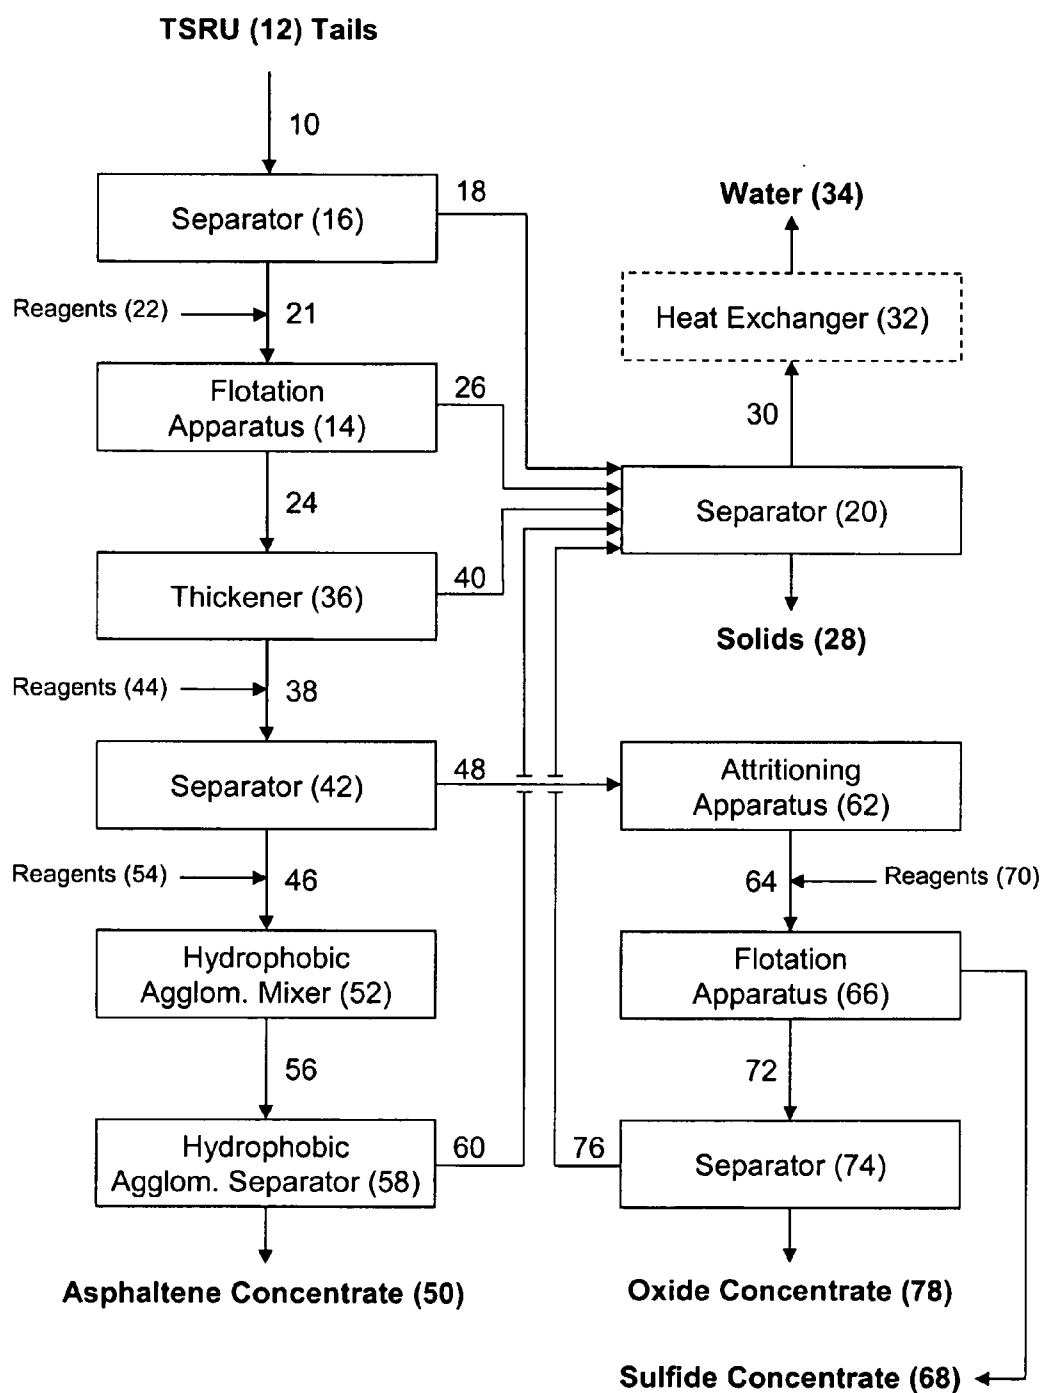 TSRU (12) Tails
10
Separator (16)
18
Water (34)
Reagents (22)
21
Heat Exchanger (32)
Flotation
Apparatus (14)
26
30
24
Separator (20)
Thickener (36)
40
Solids (28)
Reagents (44)
38
Separator (42)
48
Attritioning
Apparatus (62)
Reagents (54)
46
64
Reagents (70)
Hydrophobic
Agglom. Mixer (52)
Flotation
Apparatus (66)
56
72
Hydrophobic
Agglom. Separator (58)
60
76
Separator (74)
Asphaltene Concentrate (50)
Oxide Concentrate (78)
Sulfide Concentrate (68)